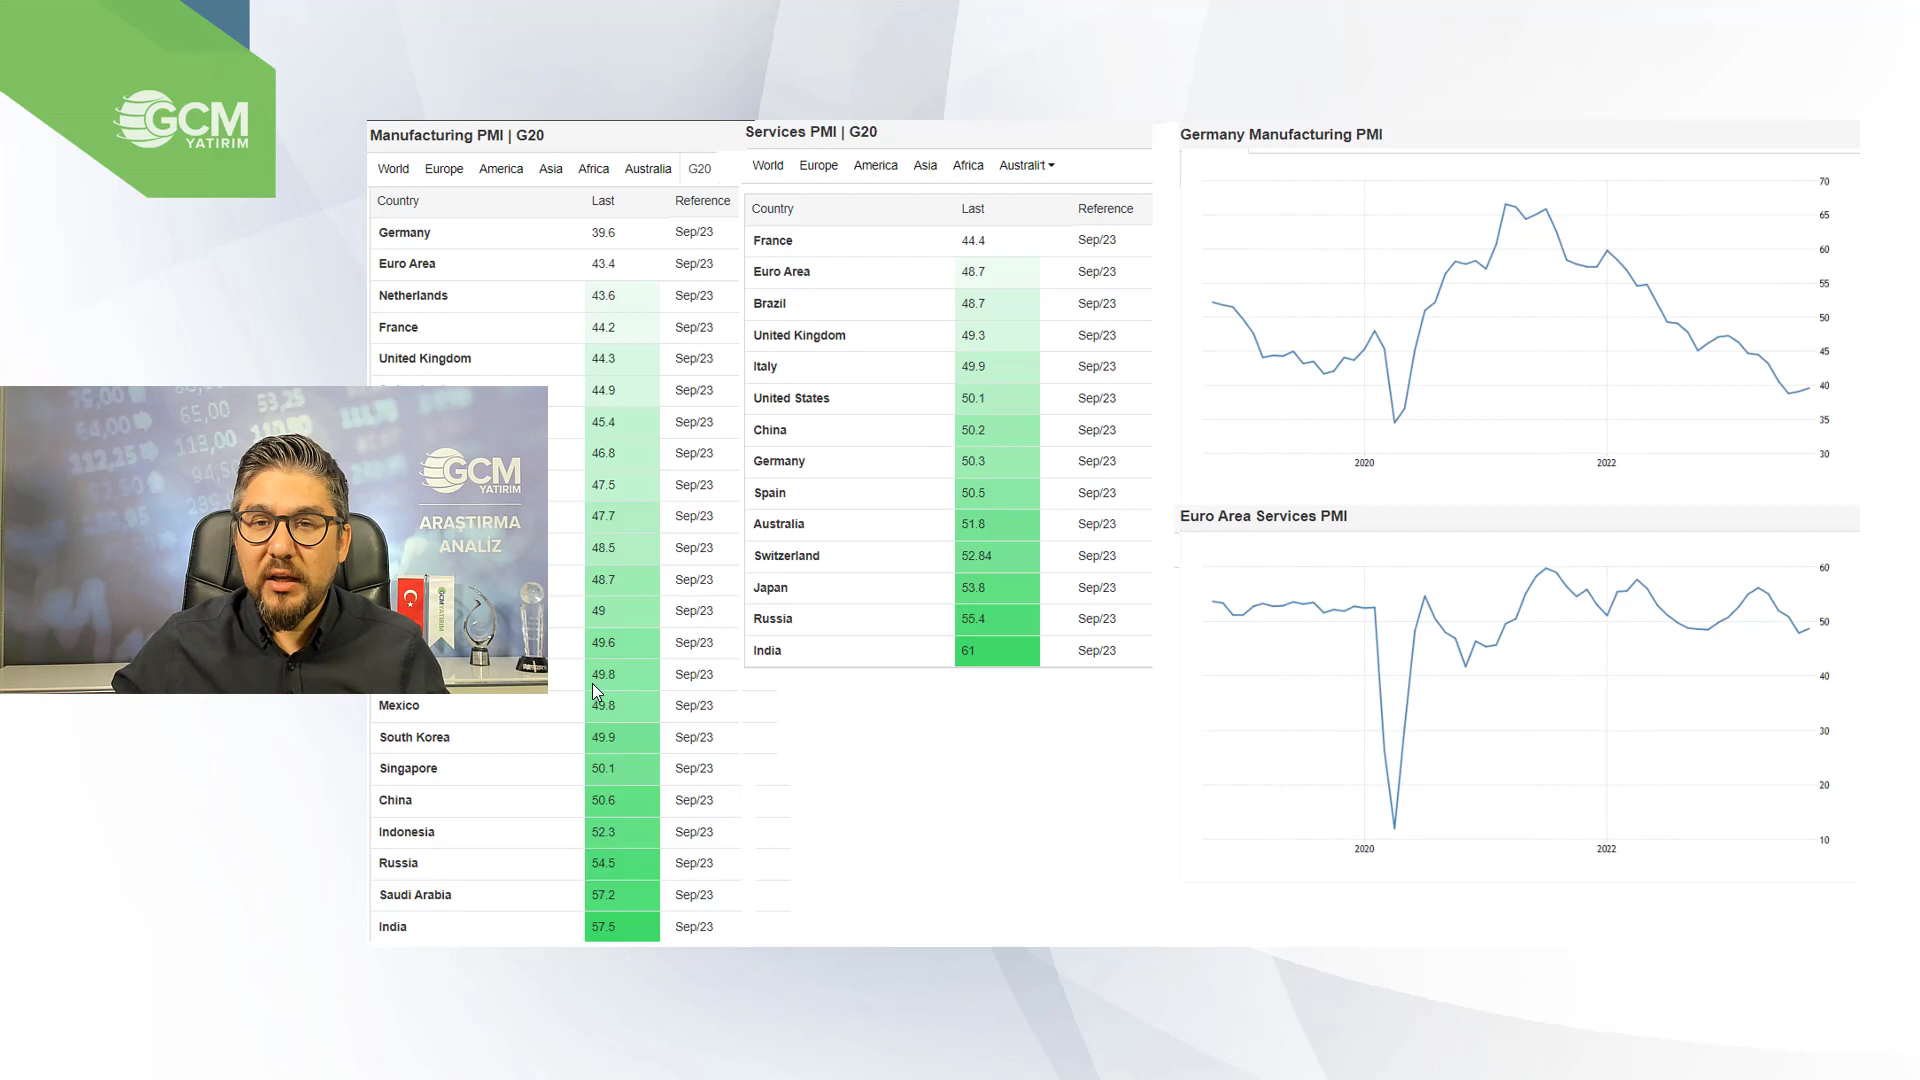 GCM
YATIRIM
Manufacturing PMI | G20
World Europe America Asia Africa Australia G20
Country Last Reference
Germany 39.6 Sep/23
Euro Area 43.4 Sep/23
Netherlands 43.6 Sep/23
France 44.2 Sep/23
United Kingdom 44.3 Sep/23
44.9 Sep/23
45.4 Sep/23
46.8 Sep/23
47.5 Sep/23
47.7 Sep/23
48.5 Sep/23
48.7 Sep/23
49 Sep/23
49.6 Sep/23
49.8 Sep/23
Mexico 49.8 Sep/23
South Korea 49.9 Sep/23
Singapore 50.1 Sep/23
China 50.6 Sep/23
Indonesia 52.3 Sep/23
Russia 54.5 Sep/23
Saudi Arabia 57.2 Sep/23
India 57.5 Sep/23
Services PMI | G20
World Europe America Asia Africa
Country Last Reference
France 44.4 Sep/23
Euro Area 48.7 Sep/23
Brazil 48.7 Sep/23
United Kingdom 49.3 Sep/23
Italy 49.9 Sep/23
United States 50.1 Sep/23
China 50.2 Sep/23
Germany 50.3 Sep/23
Spain 50.5 Sep/23
Australia 51.8 Sep/23
Switzerland 52.84 Sep/23
Japan 53.8 Sep/23
Russia 55.4 Sep/23
India 61 Sep/23
Germany Manufacturing PMI
70
65
60
55
50
45
40
35
30
2020 2022
Euro Area Services PMI
60
50
40
30
20
10
2020 2022
75,00
65,00
53,25
64,00
113,00
112,25
GCM
YATIRIM
ARAŞTIRMA
ANALİZ